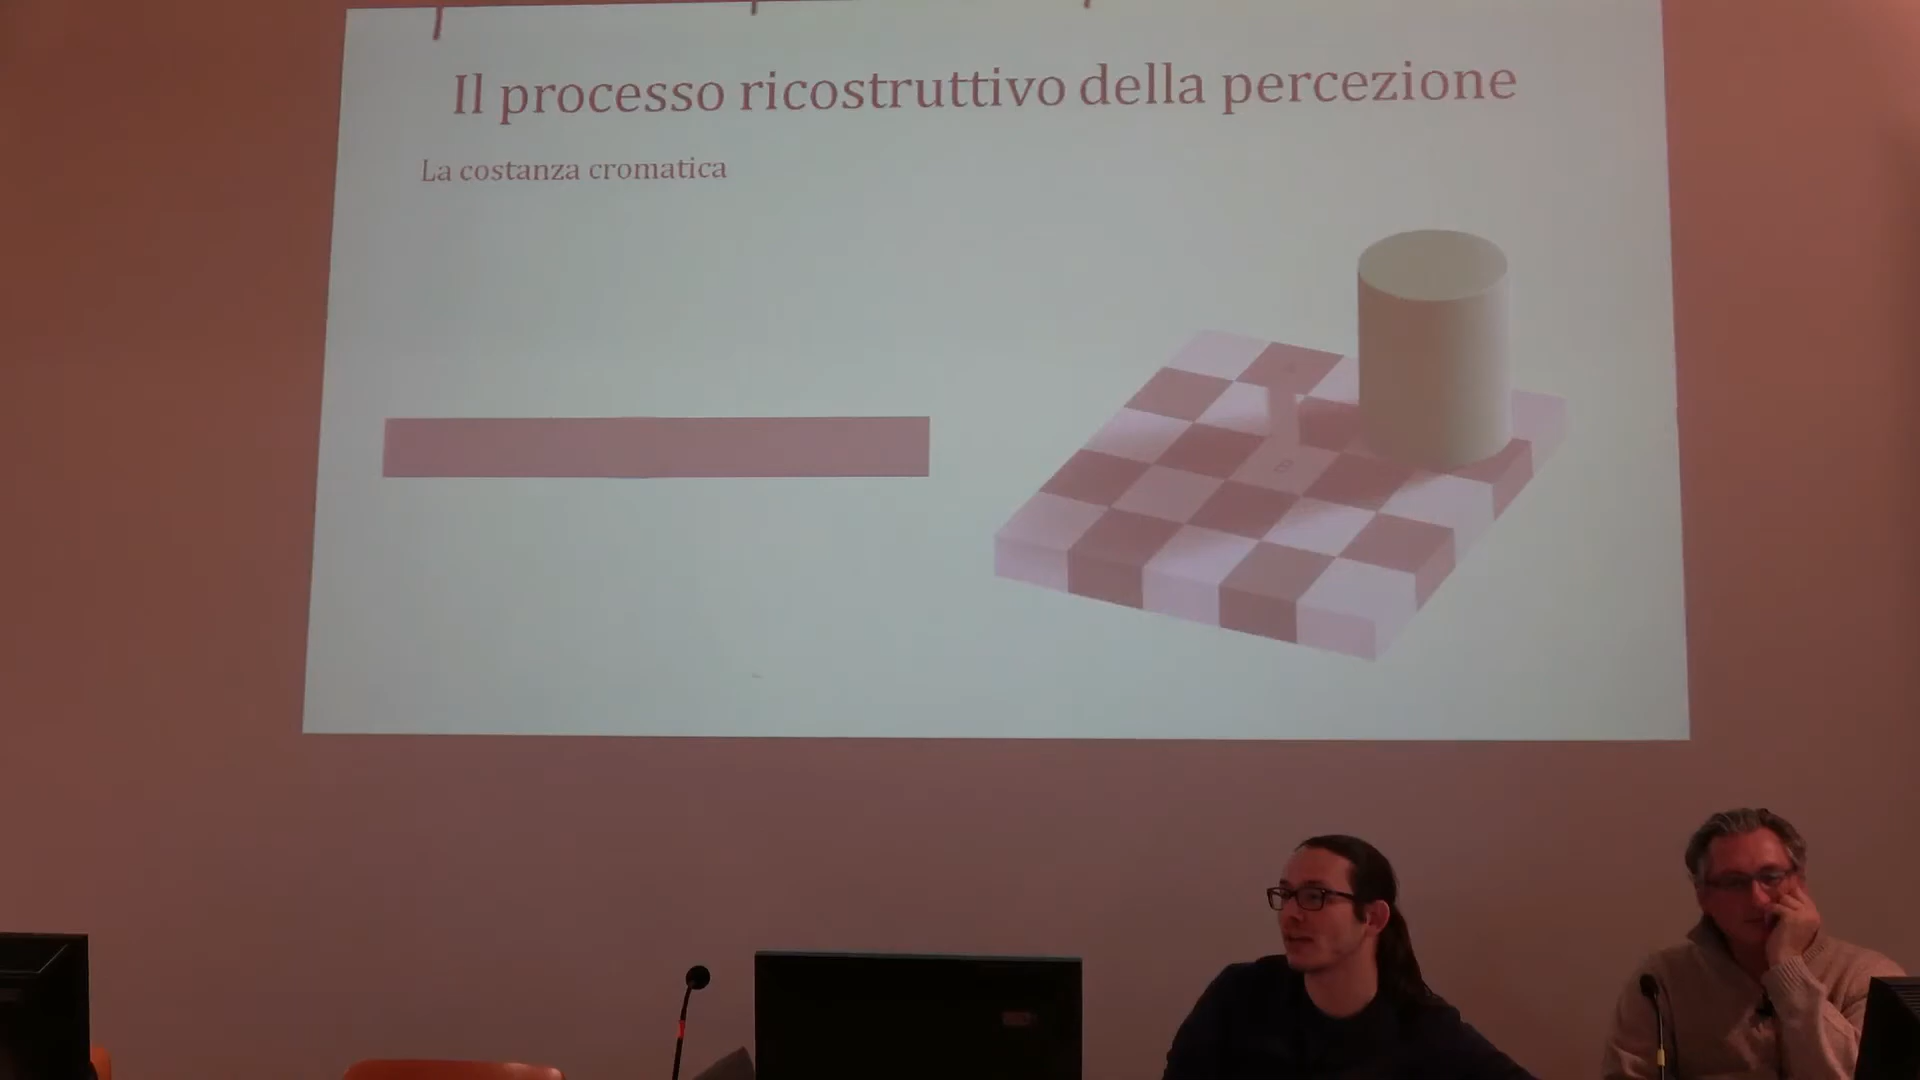 Il processo ricostruttivo della percezione
La costanza cromatica
A
B